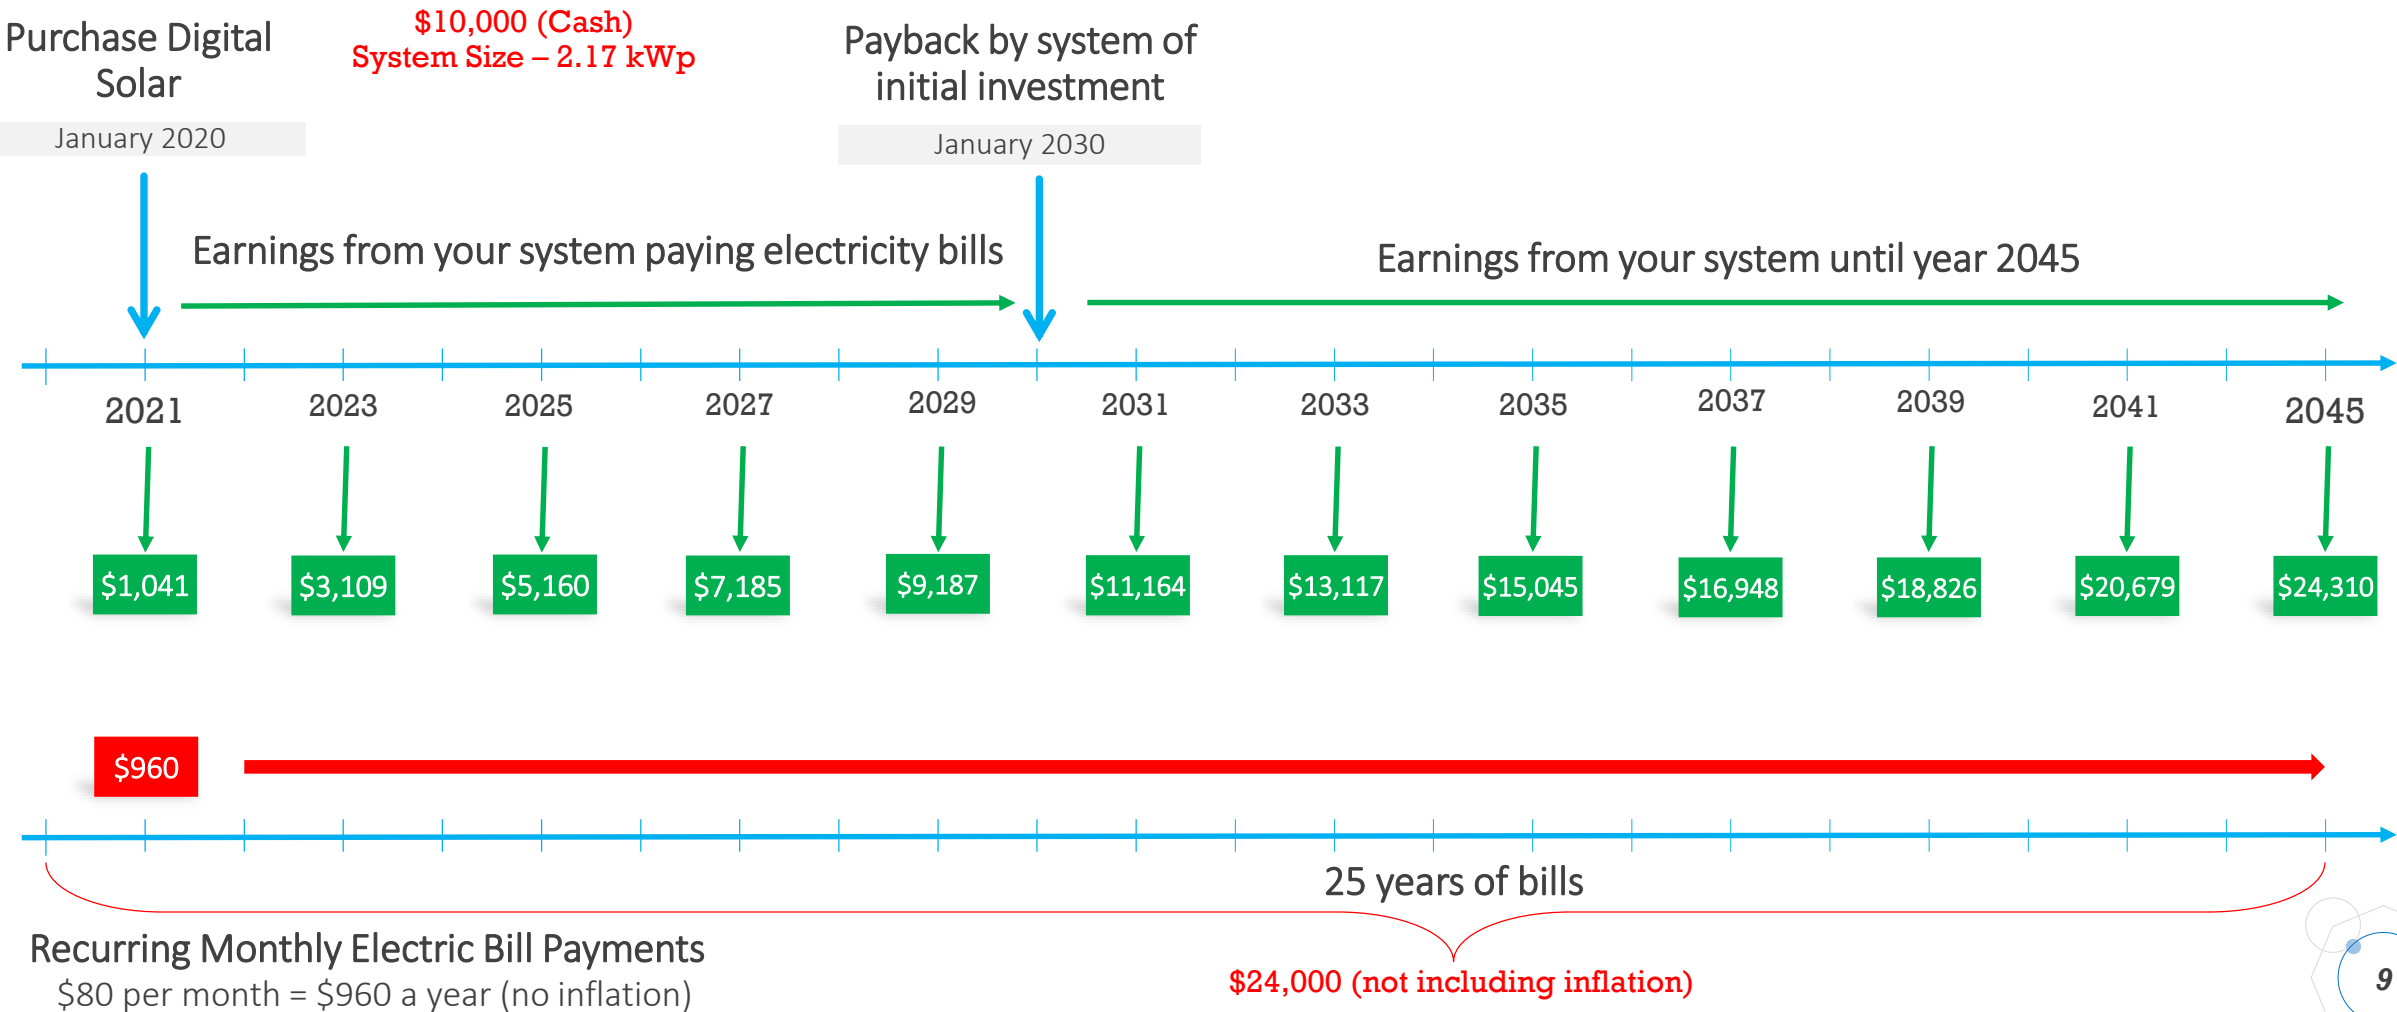 Purchase Digital
Solar
January 2020
$10,000 (Cash)
System Size – 2.17 kWp
Payback by system of
initial investment
January 2030
Earnings from your system paying electricity bills
Earnings from your system until year 2045
2021 2023 2025 2027 2029 2031 2033 2035 2037 2039 2041 2045
$1,041 $3,109 $5,160 $7,185 $9,187 $11,164 $13,117 $15,045 $16,948 $18,826 $20,679 $24,310
$960
25 years of bills
Recurring Monthly Electric Bill Payments
$80 per month = $960 a year (no inflation)
$24,000 (not including inflation)
9